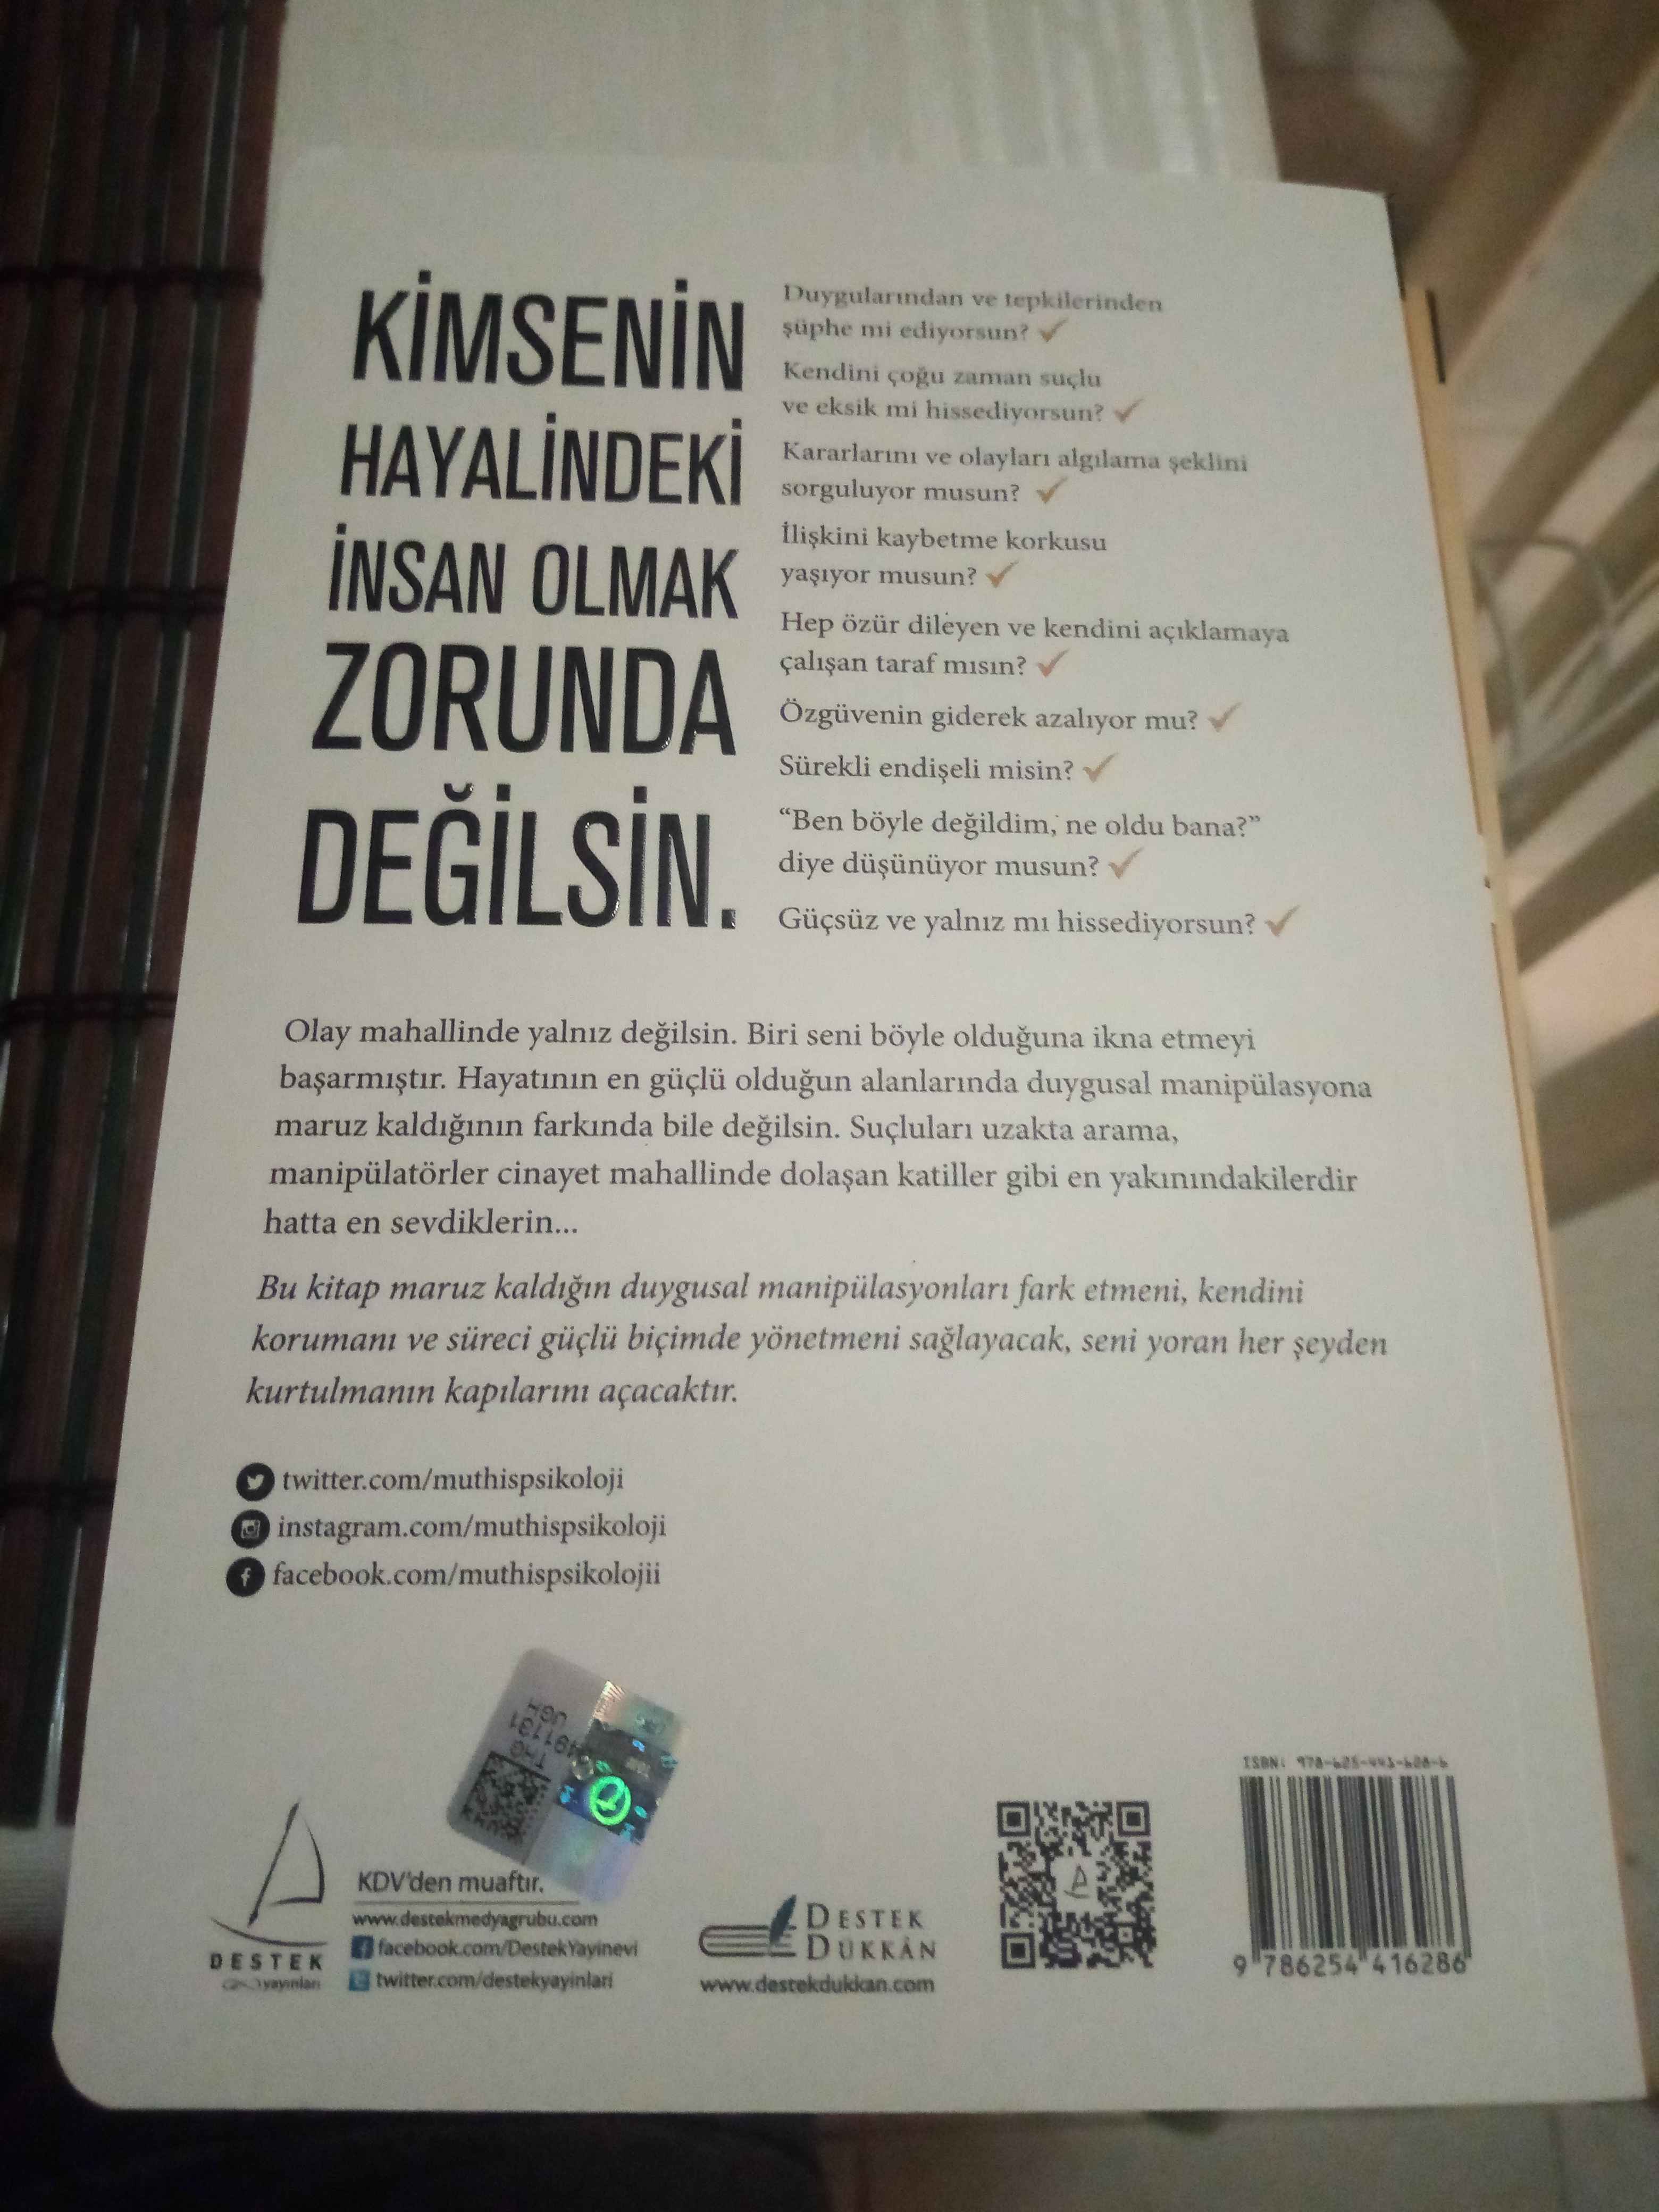 KİMSENİN
HAYALİNDEKİ
İNSAN OLMAK
ZORUNDA
DEĞİLSİN.
Duygularından ve tepkilerinden
şüphe mi ediyorsun?
Kendini çoğu zaman suçlu
ve eksik mi hissediyorsun?
Kararlarını ve olayları algılama şeklini
sorguluyor musun?
İlişkini kaybetme korkusu
yaşıyor musun?
Hep özür dileyen ve kendini açıklamaya
çalışan taraf mısın?
Özgüvenin giderek azalıyor mu?
Sürekli endişeli misin?
“Ben böyle değildim, ne oldu bana?”
diye düşünüyor musun?
Güçsüz ve yalnız mı hissediyorsun?
Olay mahallinde yalnız değilsin. Biri seni böyle olduğuna ikna etmeyi
başarmıştır. Hayatının en güçlü olduğun alanlarında duygusal manipülasyona
maruz kaldığının farkında bile değilsin. Suçluları uzakta arama,
manipülatörler cinayet mahallinde dolaşan katiller gibi en yakınındakilerdir
hatta en sevdiklerin...
Bu kitap maruz kaldığın duygusal manipülasyonları fark etmeni, kendini
korumanı ve süreci güçlü biçimde yönetmeni sağlayacak, seni yoran her şeyden
kurtulmanın kapılarını açacaktır.
twitter.com/muthispsikoloji
instagram.com/muthispsikoloji
facebook.com/muthispsikolojii
DESTEK
yayınları
KDV'den muaftır.
www.destekmedyagrubu.com
facebook.com/DestekYayinevi
twitter.com/destekyayinlari
DESTEK
DÜKKÂN
www.destekdukkan.com
ISBN: 978-625-441-628-6
9 786254 416286